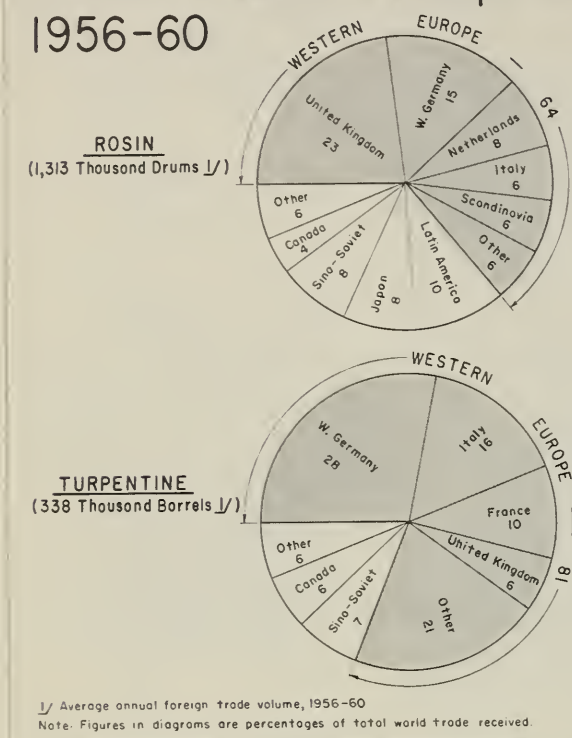 1956-60
WESTERN EUROPE - 64
ROSIN
(1,313 Thousand Drums 1/)
United Kingdom
23
W. Germany
15
Netherlands
8
Italy
6
Scandinavia
6
Other
6
Latin America
10
Japan
8
Sino-Soviet
8
Canada
4
Other
6
WESTERN EUROPE - 81
TURPENTINE
(338 Thousand Barrels 1/)
W. Germany
28
Italy
16
France
10
United Kingdom
6
Other
21
Sino-Soviet
7
Canada
6
Other
6
1/ Average annual foreign trade volume, 1956-60
Note: Figures in diagrams are percentages of total world trade received.